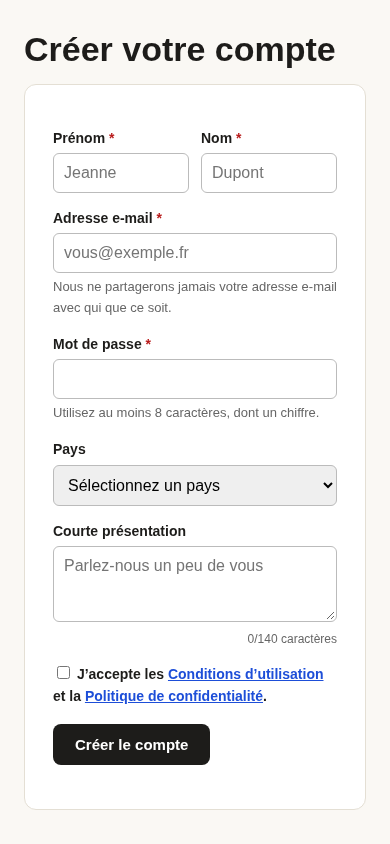 Créer votre compte
Prénom * Nom *
Jeanne Dupont
Adresse e-mail *
vous@exemple.fr
Nous ne partagerons jamais votre adresse e-mail
avec qui que ce soit.
Mot de passe *
Utilisez au moins 8 caractères, dont un chiffre.
Pays
Sélectionnez un pays
Courte présentation
Parlez-nous un peu de vous
0/140 caractères
J’accepte les Conditions d’utilisation
et la Politique de confidentialité.
Créer le compte